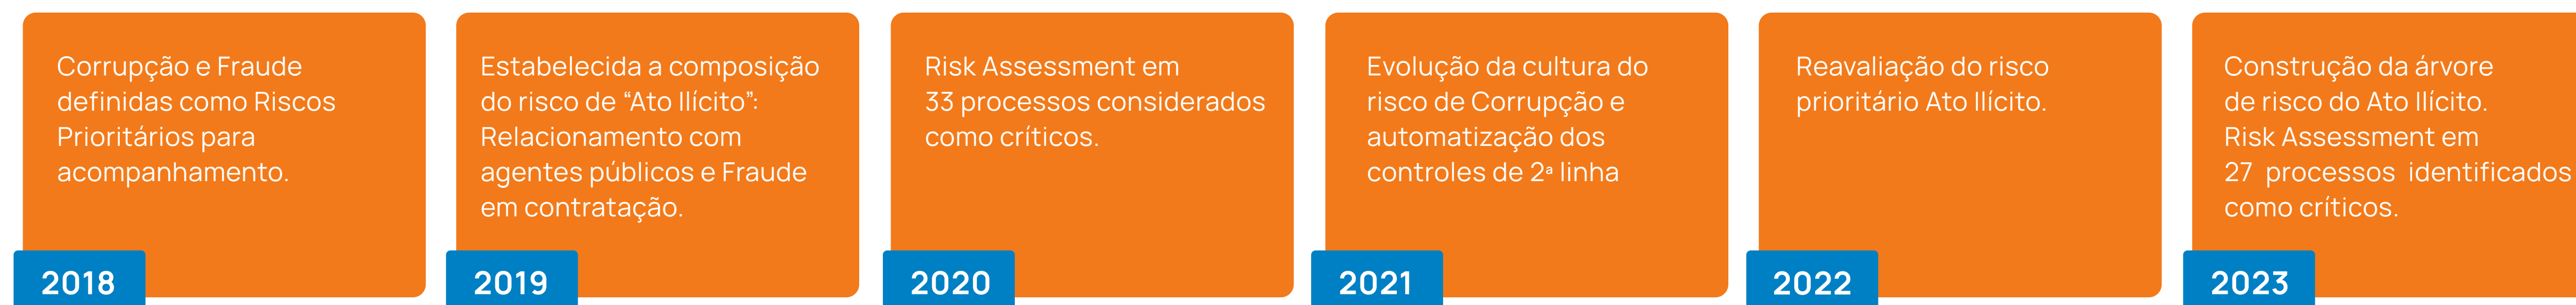 Corrupção e Fraude
definidas como Riscos
Prioritários para
acompanhamento.
2018
Estabelecida a composição
do risco de “Ato Ilícito”:
Relacionamento com
agentes públicos e Fraude
em contratação.
2019
Risk Assessment em
33 processos considerados
como críticos.
2020
Evolução da cultura do
risco de Corrupção e
automatização dos
controles de 2ª linha
2021
Reavaliação do risco
prioritário Ato Ilícito.
2022
Construção da árvore
de risco do Ato Ilícito.
Risk Assessment em
27 processos identificados
como críticos.
2023